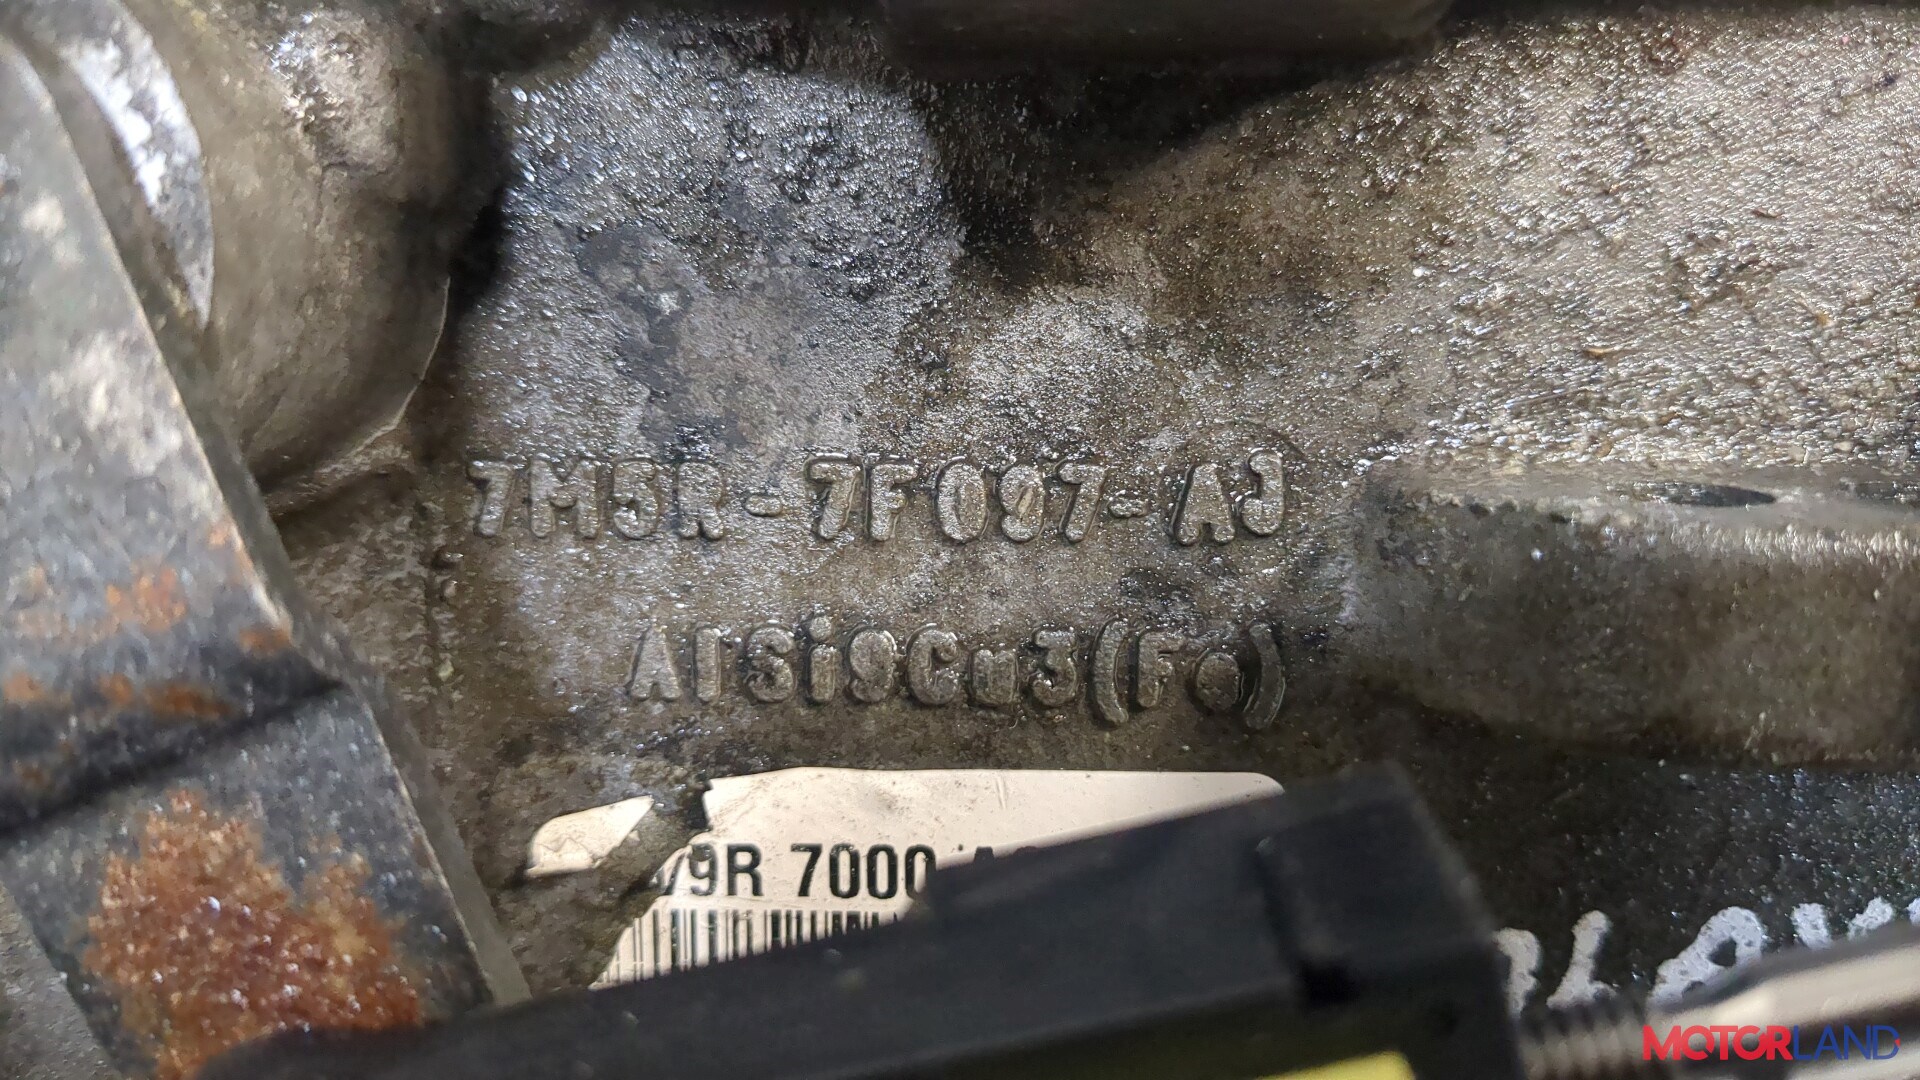 7M5R-7F097-AJ
AlSi9Cu3(Fe)
9R 7000
MOTORLAND